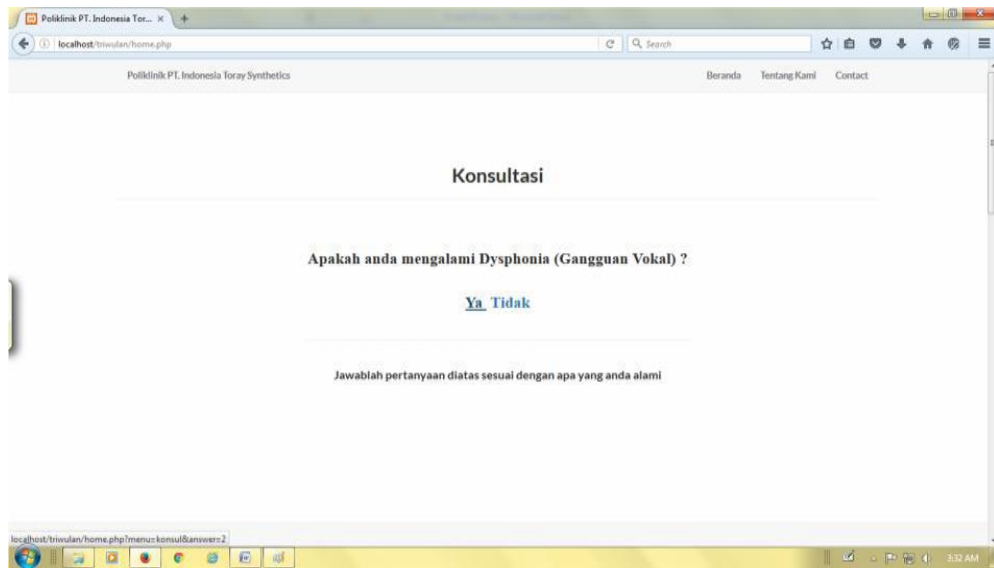 Poliklinik PT. Indonesia Tor...
localhost/triwulan/home.php
Search
Poliklinik PT. Indonesia Toray Synthetics
Beranda Tentang Kami Contact
Konsultasi
Apakah anda mengalami Dysphonia (Gangguan Vokal) ?
Ya Tidak
Jawablah pertanyaan diatas sesuai dengan apa yang anda alami
localhost/triwulan/home.php?menu=konsul&answer=2
3:32 AM